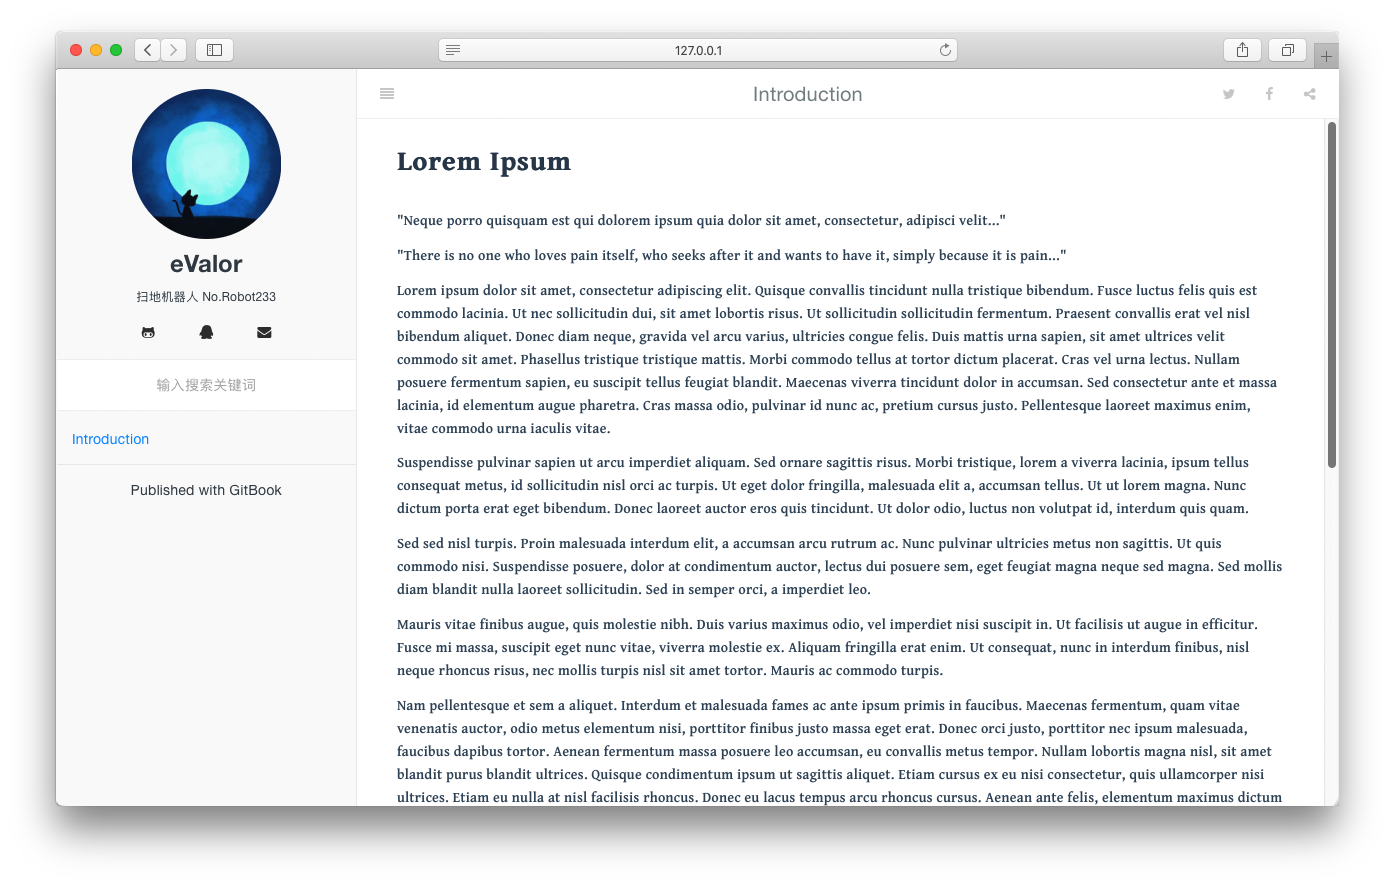 127.0.0.1
eValor
扫地机器人 No.Robot233
输入搜索关键词
Introduction
Published with GitBook
Introduction
Lorem Ipsum
"Neque porro quisquam est qui dolorem ipsum quia dolor sit amet, consectetur, adipisci velit..."
"There is no one who loves pain itself, who seeks after it and wants to have it, simply because it is pain..."
Lorem ipsum dolor sit amet, consectetur adipiscing elit. Quisque convallis tincidunt nulla tristique bibendum. Fusce luctus felis quis est
commodo lacinia. Ut nec sollicitudin dui, sit amet lobortis risus. Ut sollicitudin sollicitudin fermentum. Praesent convallis erat vel nisl
bibendum aliquet. Donec diam neque, gravida vel arcu varius, ultricies congue felis. Duis mattis urna sapien, sit amet ultrices velit
commodo sit amet. Phasellus tristique tristique mattis. Morbi commodo tellus at tortor dictum placerat. Cras vel urna lectus. Nullam
posuere fermentum sapien, eu suscipit tellus feugiat blandit. Maecenas viverra tincidunt dolor in accumsan. Sed consectetur ante et massa
lacinia, id elementum augue pharetra. Cras massa odio, pulvinar id nunc ac, pretium cursus justo. Pellentesque laoreet maximus enim,
vitae commodo urna iaculis vitae.
Suspendisse pulvinar sapien ut arcu imperdiet aliquam. Sed ornare sagittis risus. Morbi tristique, lorem a viverra lacinia, ipsum tellus
consequat metus, id sollicitudin nisl orci ac turpis. Ut eget dolor fringilla, malesuada elit a, accumsan tellus. Ut ut lorem magna. Nunc
dictum porta erat eget bibendum. Donec laoreet auctor eros quis tincidunt. Ut dolor odio, luctus non volutpat id, interdum quis quam.
Sed sed nisl turpis. Proin malesuada interdum elit, a accumsan arcu rutrum ac. Nunc pulvinar ultricies metus non sagittis. Ut quis
commodo nisi. Suspendisse posuere, dolor at condimentum auctor, lectus dui posuere sem, eget feugiat magna neque sed magna. Sed mollis
diam blandit nulla laoreet sollicitudin. Sed in semper orci, a imperdiet leo.
Mauris vitae finibus augue, quis molestie nibh. Duis varius maximus odio, vel imperdiet nisi suscipit in. Ut facilisis ut augue in efficitur.
Fusce mi massa, suscipit eget nunc vitae, viverra molestie ex. Aliquam fringilla erat enim. Ut consequat, nunc in interdum finibus, nisl
neque rhoncus risus, nec mollis turpis nisl sit amet tortor. Mauris ac commodo turpis.
Nam pellentesque et sem a aliquet. Interdum et malesuada fames ac ante ipsum primis in faucibus. Maecenas fermentum, quam vitae
venenatis auctor, odio metus elementum nisi, porttitor finibus justo massa eget erat. Donec orci justo, porttitor nec ipsum malesuada,
faucibus dapibus tortor. Aenean fermentum massa posuere leo accumsan, eu convallis metus tempor. Nullam lobortis magna nisl, sit amet
blandit purus blandit ultrices. Quisque condimentum ipsum ut sagittis aliquet. Etiam cursus ex eu nisi consectetur, quis ullamcorper nisi
ultrices. Etiam eu nulla at nisl facilisis rhoncus. Donec eu lacus tempus arcu rhoncus cursus. Aenean ante felis, elementum maximus dictum